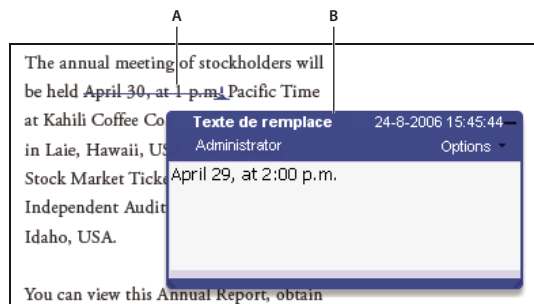 A B
The annual meeting of stockholders will
be held April 30, at 1 p.m. Pacific Time
at Kahili Coffee Co
in Laie, Hawaii, US
Stock Market Ticke
Independent Audit
Idaho, USA.
You can view this Annual Report, obtain
Texte de remplace 24-8-2006 15:45:44
Administrator Options
April 29, at 2:00 p.m.